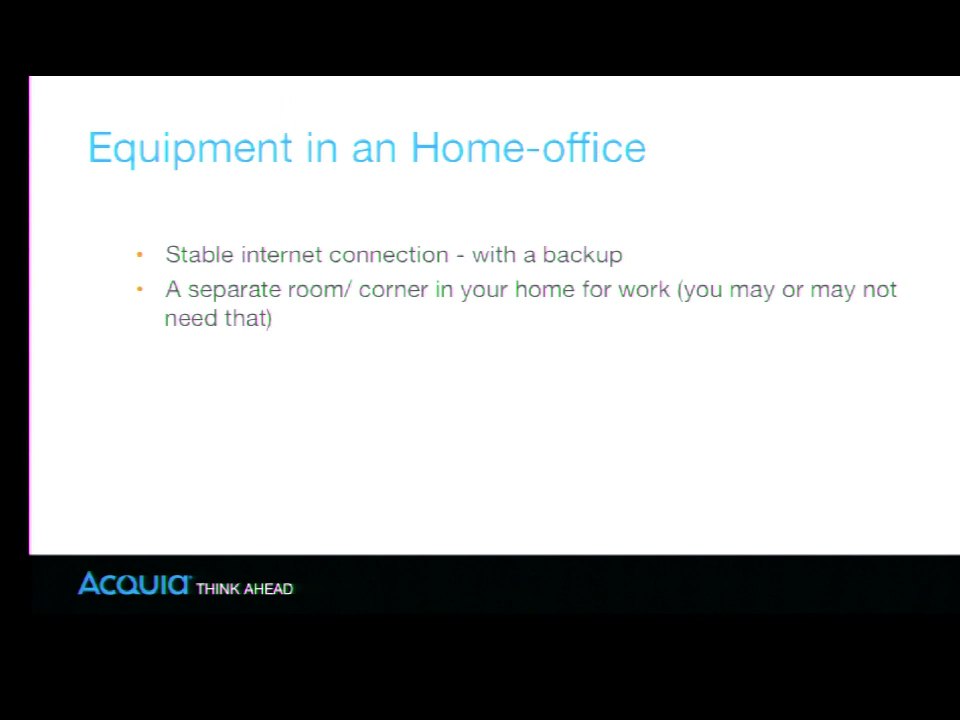 Equipment in an Home-office
• Stable internet connection - with a backup
• A separate room/ corner in your home for work (you may or may not
need that)
ACQUIA THINK AHEAD